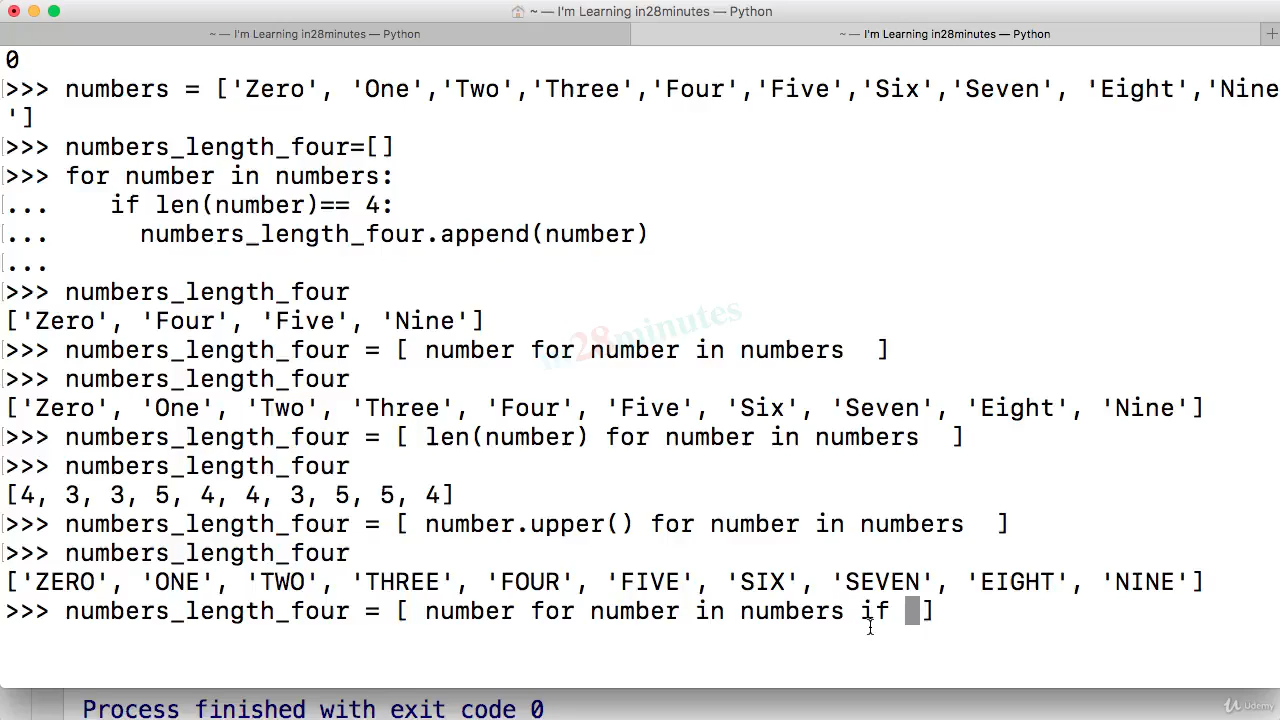 ~ — I'm Learning in28minutes — Python
~ — I'm Learning in28minutes — Python
~ — I'm Learning in28minutes — Python
0
>>> numbers = ['Zero', 'One','Two','Three','Four','Five','Six','Seven', 'Eight','Nine
']
>>> numbers_length_four=[]
>>> for number in numbers:
...    if len(number)== 4:
...      numbers_length_four.append(number)
...
>>> numbers_length_four
['Zero', 'Four', 'Five', 'Nine']
>>> numbers_length_four = [ number for number in numbers  ]
>>> numbers_length_four
['Zero', 'One', 'Two', 'Three', 'Four', 'Five', 'Six', 'Seven', 'Eight', 'Nine']
>>> numbers_length_four = [ len(number) for number in numbers  ]
>>> numbers_length_four
[4, 3, 3, 5, 4, 4, 3, 5, 5, 4]
>>> numbers_length_four = [ number.upper() for number in numbers  ]
>>> numbers_length_four
['ZERO', 'ONE', 'TWO', 'THREE', 'FOUR', 'FIVE', 'SIX', 'SEVEN', 'EIGHT', 'NINE']
>>> numbers_length_four = [ number for number in numbers if  ]
in28minutes
Process finished with exit code 0
Udemy